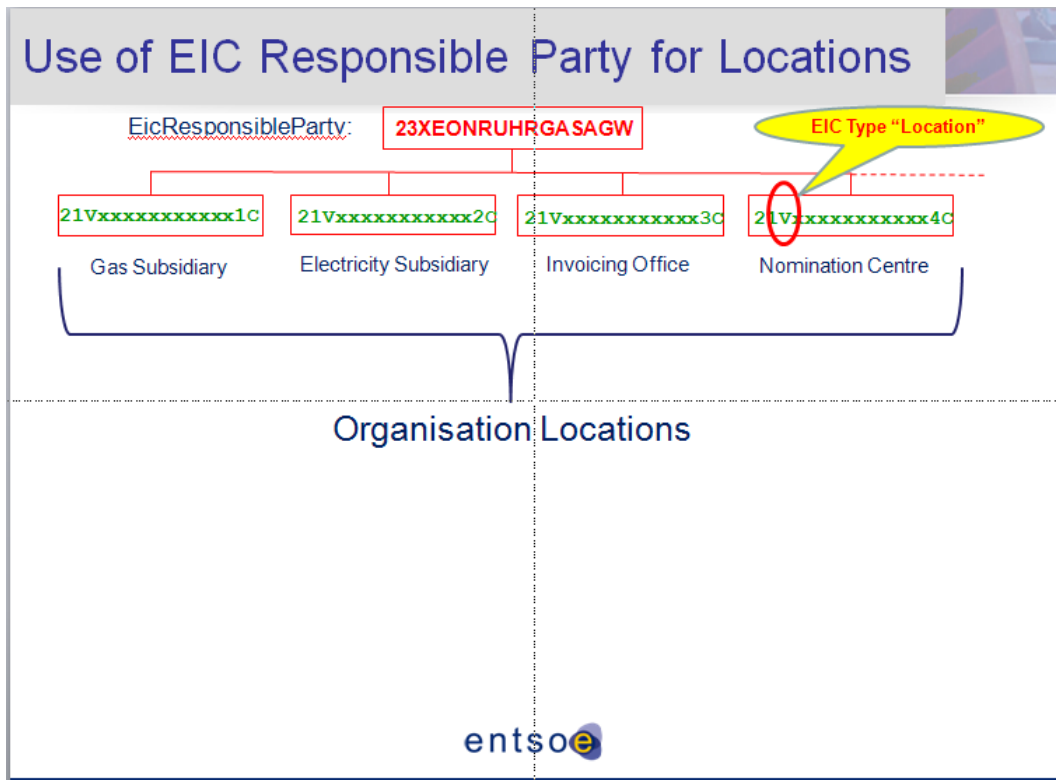 Use of EIC Responsible Party for Locations
EicResponsibleParty: 23XEONRUHRGASAGW
EIC Type “Location”
21Vxxxxxxxxxxx1C 21Vxxxxxxxxxxx2C 21Vxxxxxxxxxxx3C 21Vxxxxxxxxxxx4C
Gas Subsidiary Electricity Subsidiary Invoicing Office Nomination Centre
Organisation Locations
entsoe